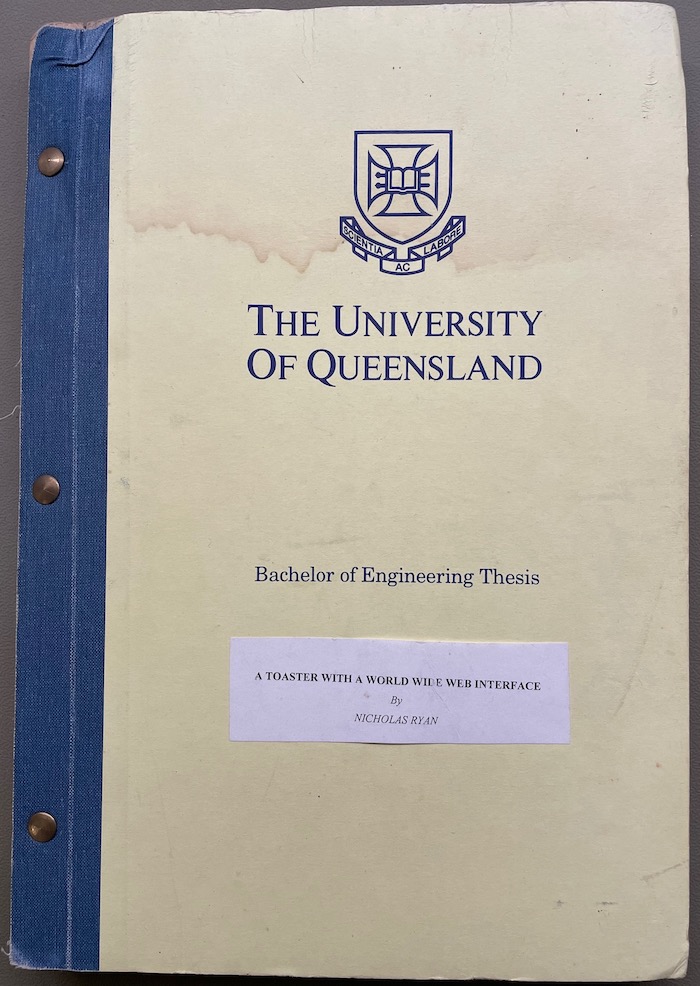 SCIENTIA AC LABORE
THE UNIVERSITY
OF QUEENSLAND
Bachelor of Engineering Thesis
A TOASTER WITH A WORLD WIDE WEB INTERFACE
By
NICHOLAS RYAN